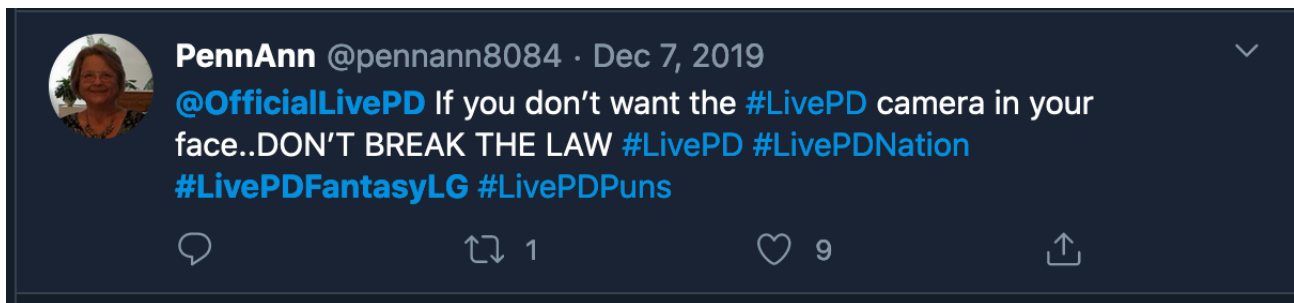 PennAnn @pennann8084 · Dec 7, 2019
@OfficialLivePD If you don’t want the #LivePD camera in your
face..DON’T BREAK THE LAW #LivePD #LivePDNation
#LivePDFantasyLG #LivePDPuns
1 9